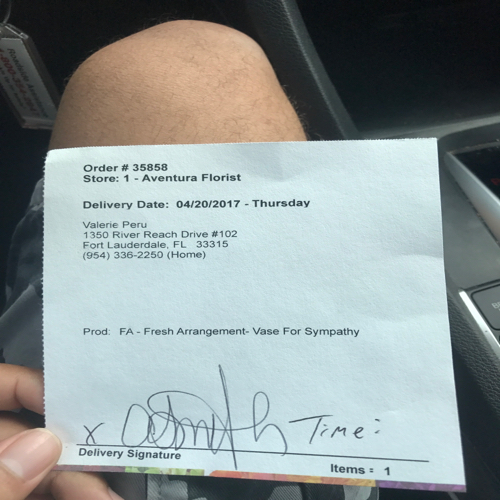 Order # 35858
Store: 1 - Aventura Florist
Delivery Date: 04/20/2017 - Thursday
Valerie Peru
1350 River Reach Drive #102
Fort Lauderdale, FL 33315
(954) 336-2250 (Home)
Prod: FA - Fresh Arrangement- Vase For Sympathy
x Time:
Delivery Signature
Items = 1